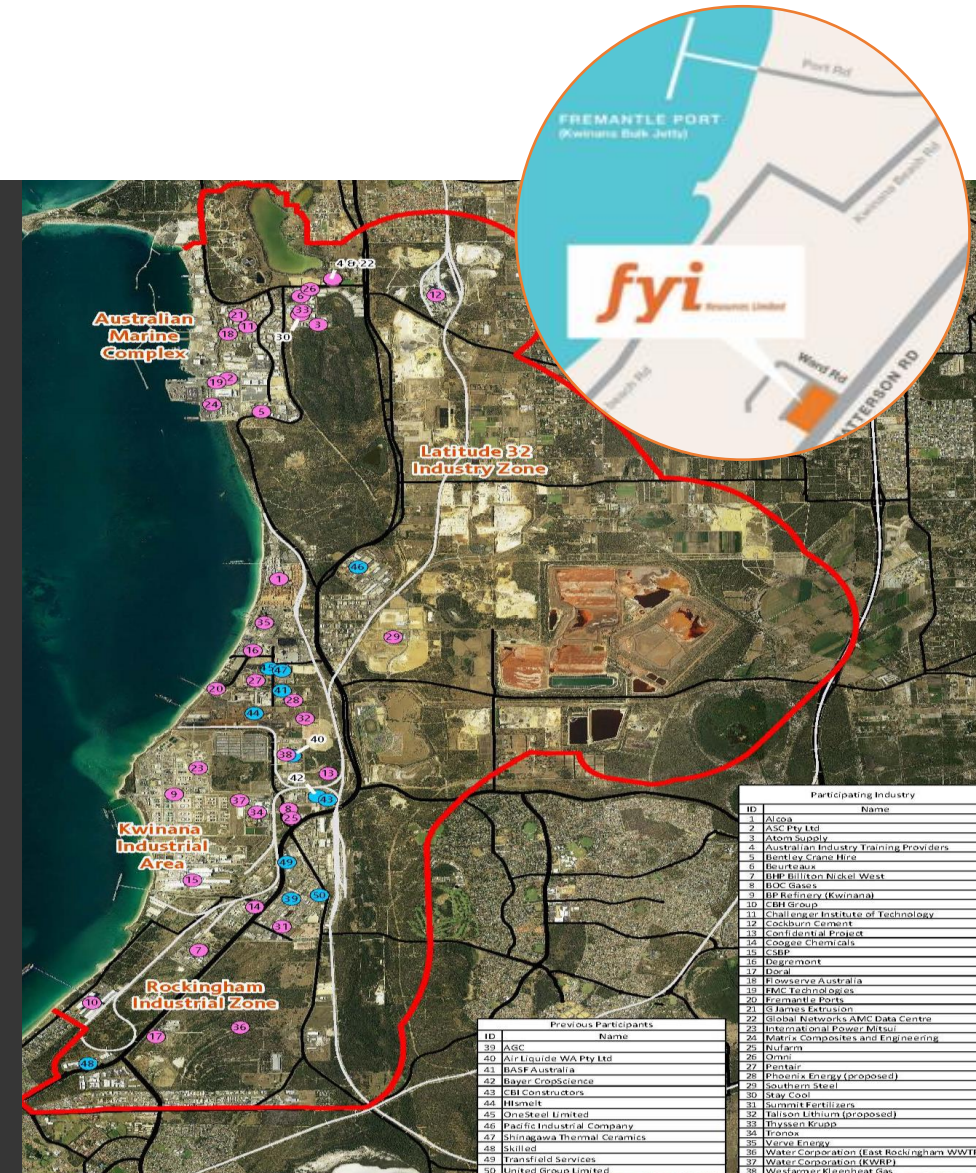 Port Rd
FREMANTLE PORT
(Kwinana Bulk Jetty)
Kwinana Beach Rd
fyi
Resources Limited
Ward Rd
ATTERSON RD
beach Rd
4 & 22
26
6
12
33
21
11
3
18
30
Australian
Marine
Complex
2
19
24
5
Latitude 32
Industry Zone
46
1
35
29
16
47
27
20
41
28
44
32
40
38
23
13
42
9
37
43
8
34
25
Kwinana
Industrial
Area
49
15
50
39
14
31
7
Rockingham
Industrial Zone
10
36
17
48
Participating Industry
ID Name
1 Alcoa
2 ASC Pty Ltd
3 Atom Supply
4 Australian Industry Training Providers
5 Bentley Crane Hire
6 Beurteaux
7 BHP Billiton Nickel West
8 BOC Gases
9 BP Refinery (Kwinana)
10 CBH Group
11 Challenger Institute of Technology
12 Cockburn Cement
13 Confidential Project
14 Coogee Chemicals
15 CSBP
16 Degremont
17 Doral
18 Flowserve Australia
19 FMC Technologies
20 Fremantle Ports
21 G James Extrusion
22 Global Networks AMC Data Centre
23 International Power Mitsui
24 Matrix Composites and Engineering
25 Nufarm
26 Omni
27 Pentair
28 Phoenix Energy (proposed)
29 Southern Steel
30 Stay Cool
31 Summit Fertilizers
32 Talison Lithium (proposed)
33 Thyssen Krupp
34 Tronox
35 Verve Energy
36 Water Corporation (East Rockingham WWTP
37 Water Corporation (KWRP)
38 Wesfarmer Kleenheat Gas
Previous Participants
ID Name
39 AGC
40 Air Liquide WA Pty Ltd
41 BASF Australia
42 Bayer CropScience
43 CBI Constructors
44 HIsmelt
45 OneSteel Limited
46 Pacific Industrial Company
47 Shinagawa Thermal Ceramics
48 Skilled
49 Transfield Services
50 United Group Limited